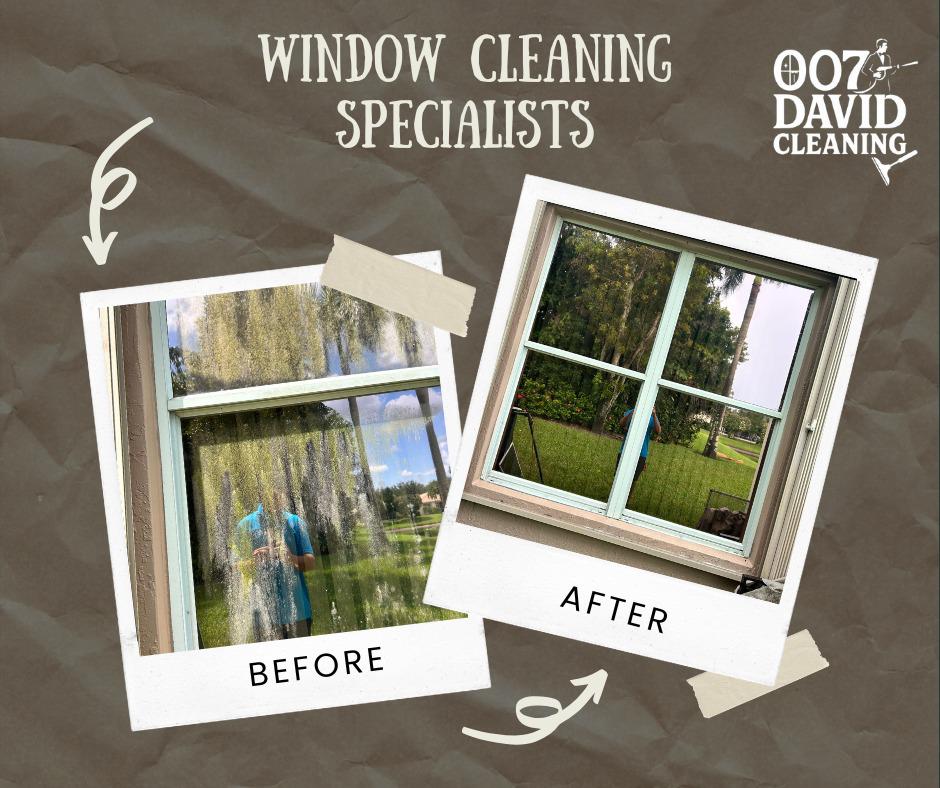 WINDOW CLEANING
SPECIALISTS
007
DAVID
CLEANING
BEFORE
AFTER